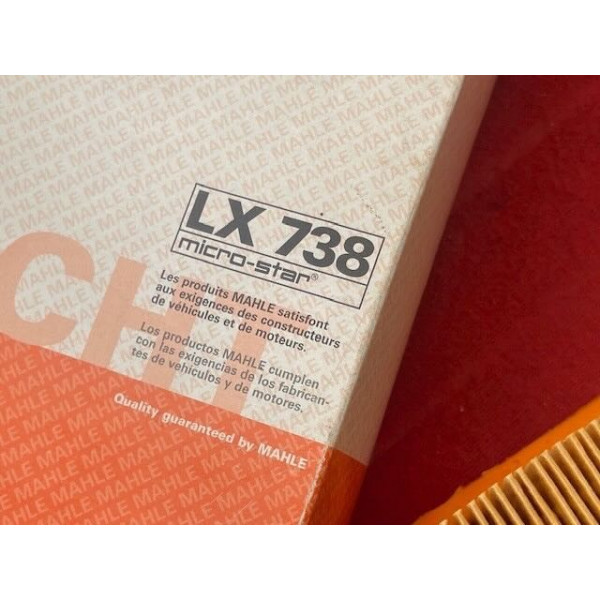 LX 738
micro-star®
Les produits MAHLE satisfont
aux exigences des constructeurs
de véhicules et de moteurs.
Los productos MAHLE cumplen
con las exigencias de los fabrican-
tes de vehículos y de motores.
CHT
Quality guaranteed by MAHLE